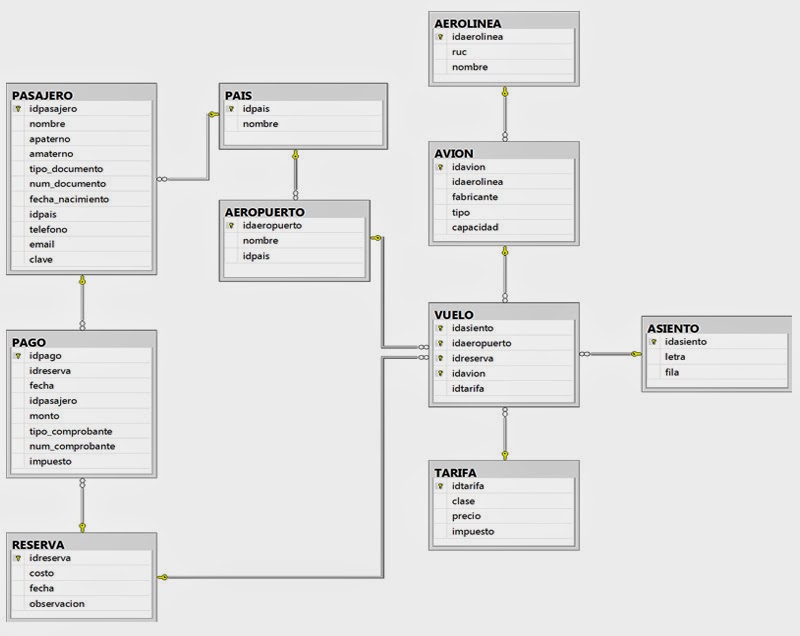 AEROLINEA
idaerolinea
ruc
nombre
PASAJERO
idpasajero
nombre
apaterno
amaterno
tipo_documento
num_documento
fecha_nacimiento
idpais
telefono
email
clave
PAIS
idpais
nombre
AVION
idavion
idaerolinea
fabricante
tipo
capacidad
AEROPUERTO
idaeropuerto
nombre
idpais
VUELO
idasiento
idaeropuerto
idreserva
idavion
idtarifa
ASIENTO
idasiento
letra
fila
PAGO
idpago
idreserva
fecha
idpasajero
monto
tipo_comprobante
num_comprobante
impuesto
TARIFA
idtarifa
clase
precio
impuesto
RESERVA
idreserva
costo
fecha
observacion